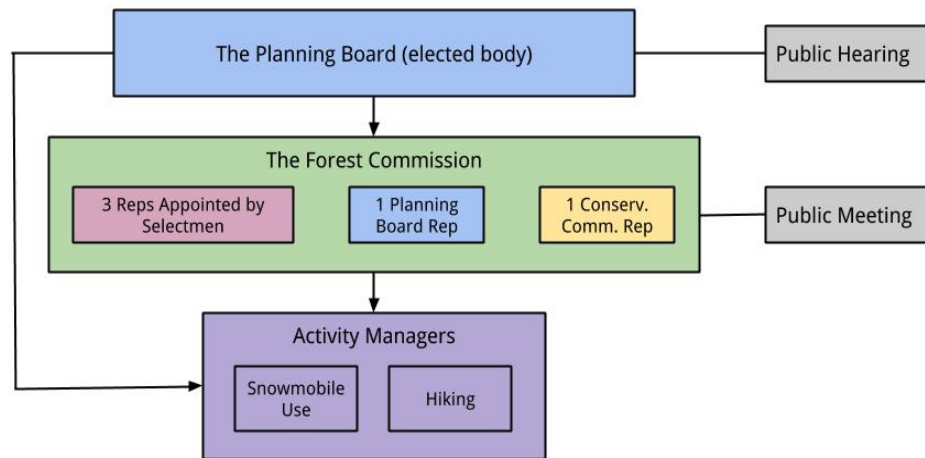 The Planning Board (elected body)
Public Hearing
The Forest Commission
3 Reps Appointed by
Selectmen
1 Planning
Board Rep
1 Conserv.
Comm. Rep
Public Meeting
Activity Managers
Snowmobile
Use
Hiking